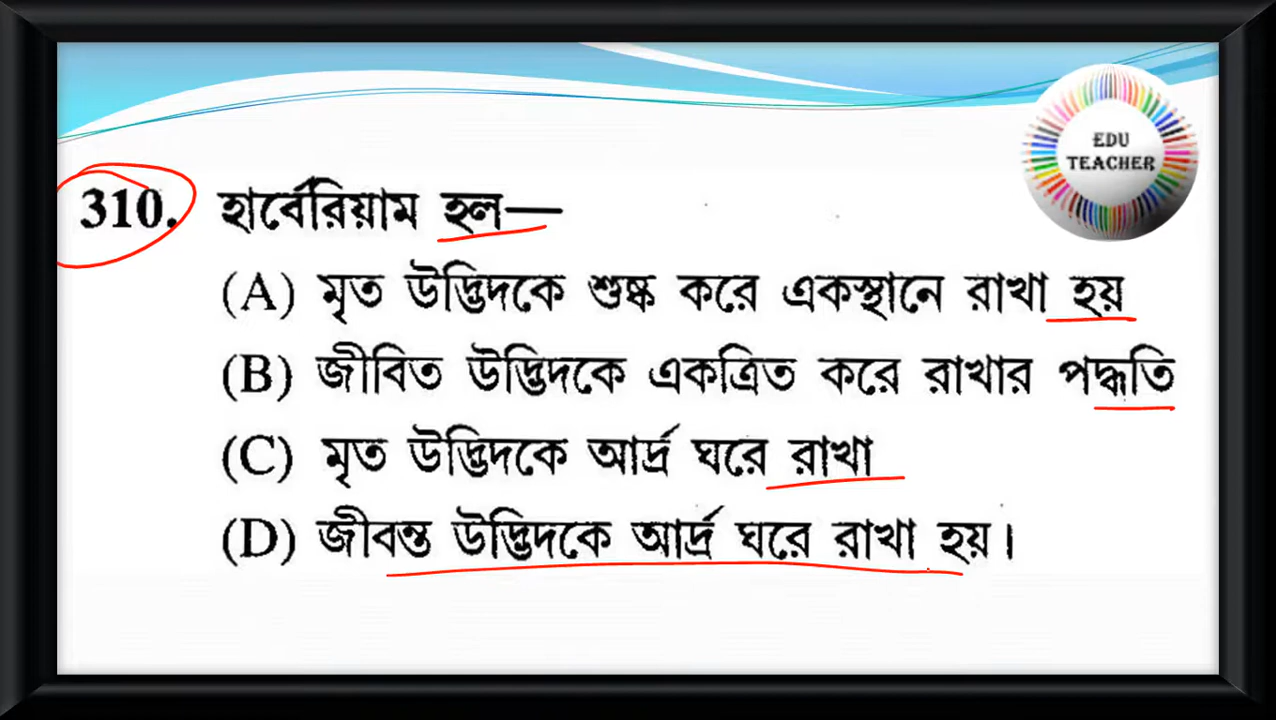 EDU
TEACHER
310. হার্বেরিয়াম হল—
(A) মৃত উদ্ভিদকে শুষ্ক করে একস্থানে রাখা হয়
(B) জীবিত উদ্ভিদকে একত্রিত করে রাখার পদ্ধতি
(C) মৃত উদ্ভিদকে আর্দ্র ঘরে রাখা
(D) জীবন্ত উদ্ভিদকে আর্দ্র ঘরে রাখা হয়।